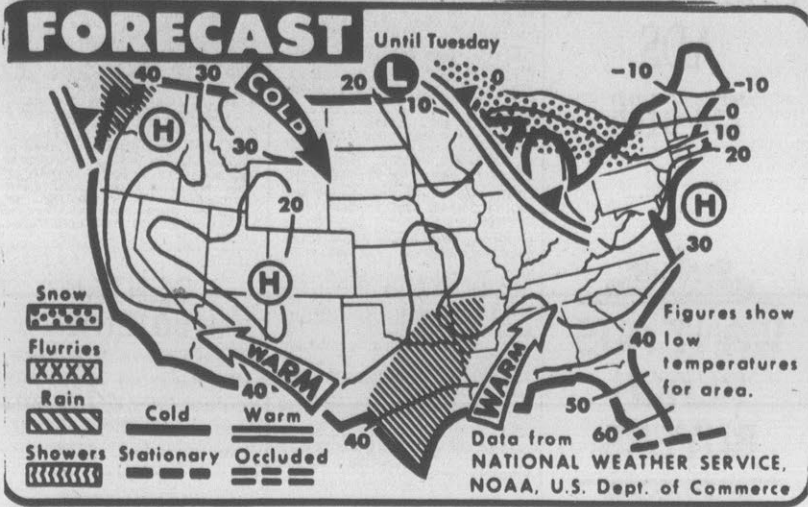 FORECAST
Until Tuesday
40
30
COLD
20
L
10
0
-10
-10
0
10
20
H
30
20
H
H
30
Snow
Flurries
Rain
Showers
Cold
Warm
Stationary
Occluded
WARM
40
40
WARM
40
50
60
Figures show
low
temperatures
for area.
Data from
NATIONAL WEATHER SERVICE,
NOAA, U.S. Dept. of Commerce